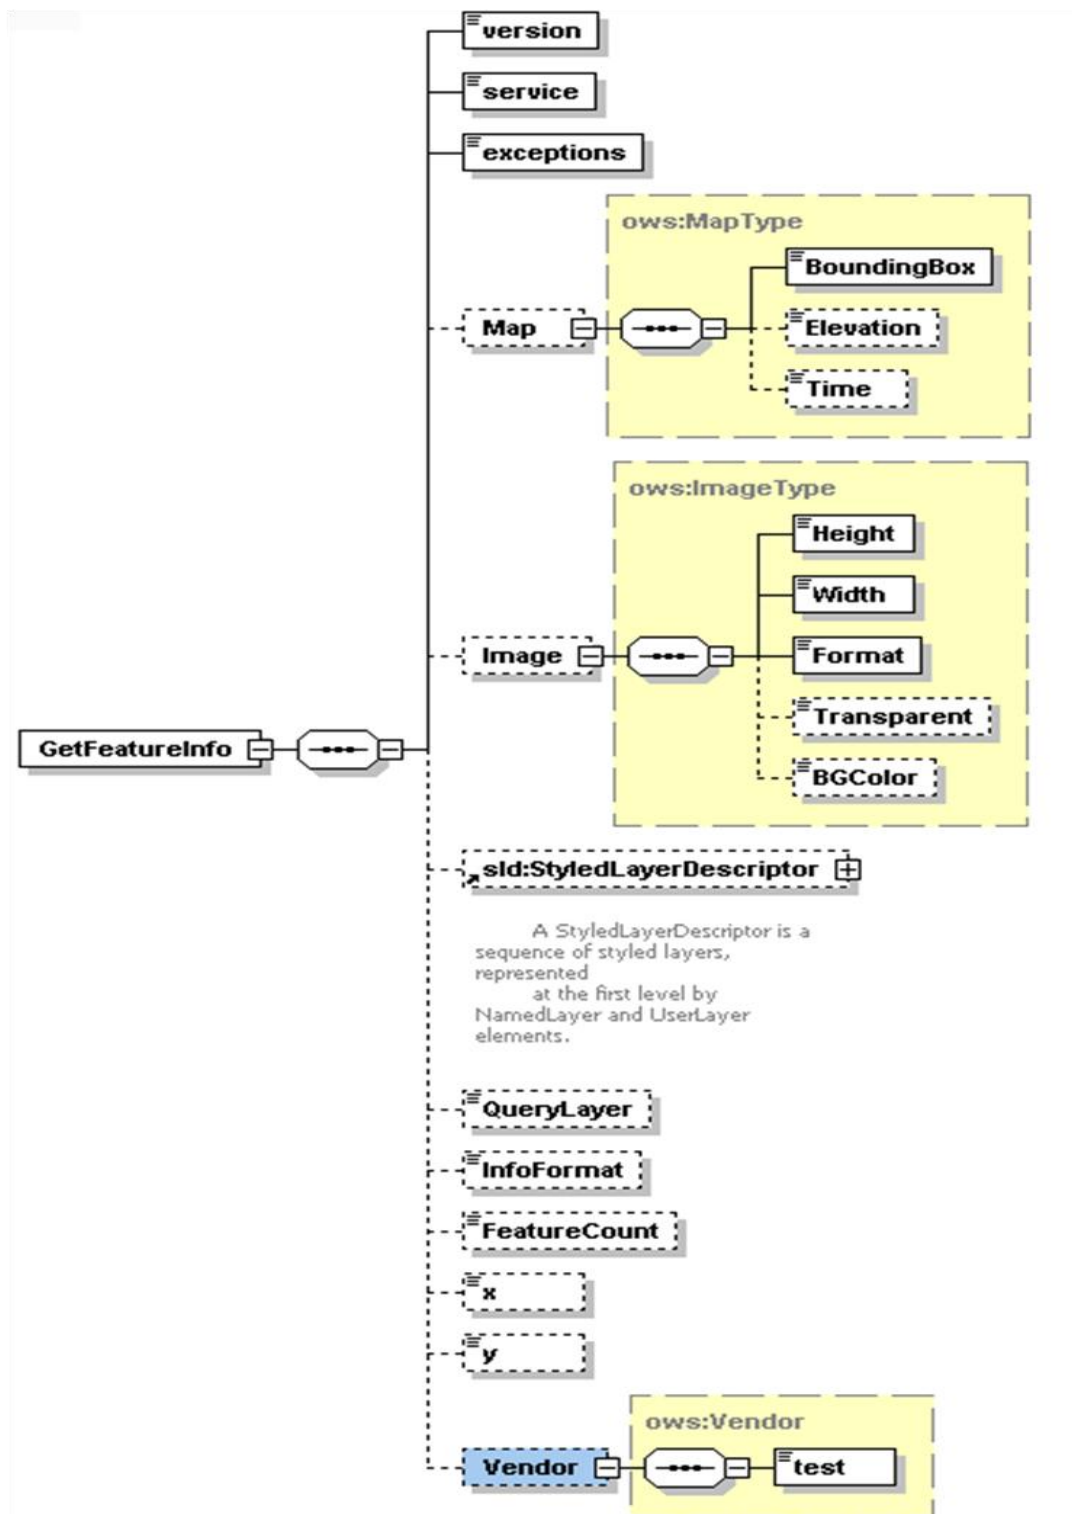 version
service
exceptions
ows:MapType
BoundingBox
Map
Elevation
Time
ows:ImageType
Height
Width
Image
Format
Transparent
GetFeatureInfo
BGColor
sld:StyledLayerDescriptor
A StyledLayerDescriptor is a
sequence of styled layers,
represented
at the first level by
NamedLayer and UserLayer
elements.
QueryLayer
InfoFormat
FeatureCount
x
y
ows:Vendor
Vendor
test